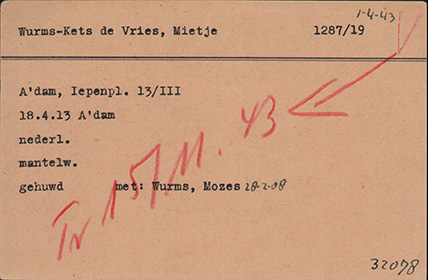 1-4-43
Wurms-Kets de Vries, Mietje 1287/19
A'dam, Iepenpl. 13/III
18.4.13 A'dam
nederl.
mantelw.
gehuwd met: Wurms, Mozes 28-2-08
Tr 15/11. 43
32078